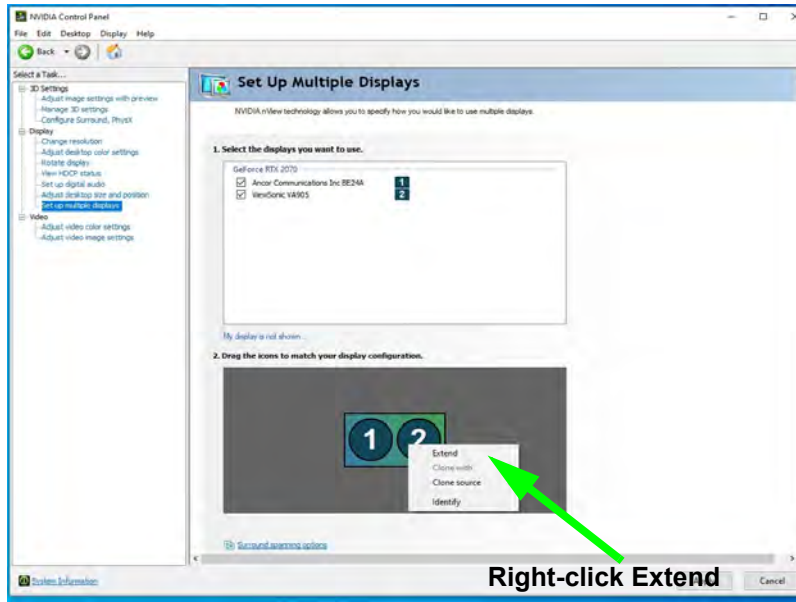 NVIDIA Control Panel
File Edit Desktop Display Help
Back
Select a Task...
3D Settings
Adjust image settings with preview
Manage 3D settings
Configure Surround, PhysX
Display
Change resolution
Adjust desktop color settings
Rotate display
View HDCP status
Set up digital audio
Adjust desktop size and position
Set up multiple displays
Video
Adjust video color settings
Adjust video image settings
Set Up Multiple Displays
NVIDIA nView technology allows you to specify how you would like to use multiple displays.
1. Select the displays you want to use.
GeForce RTX 2070
Ancor Communications Inc BE24A 1
ViewSonic VA905 2
My display is not shown...
2. Drag the icons to match your display configuration.
1 2
Extend
Clone with
Clone source
Identify
Surround spanning options
Right-click Extend
System Information
Cancel